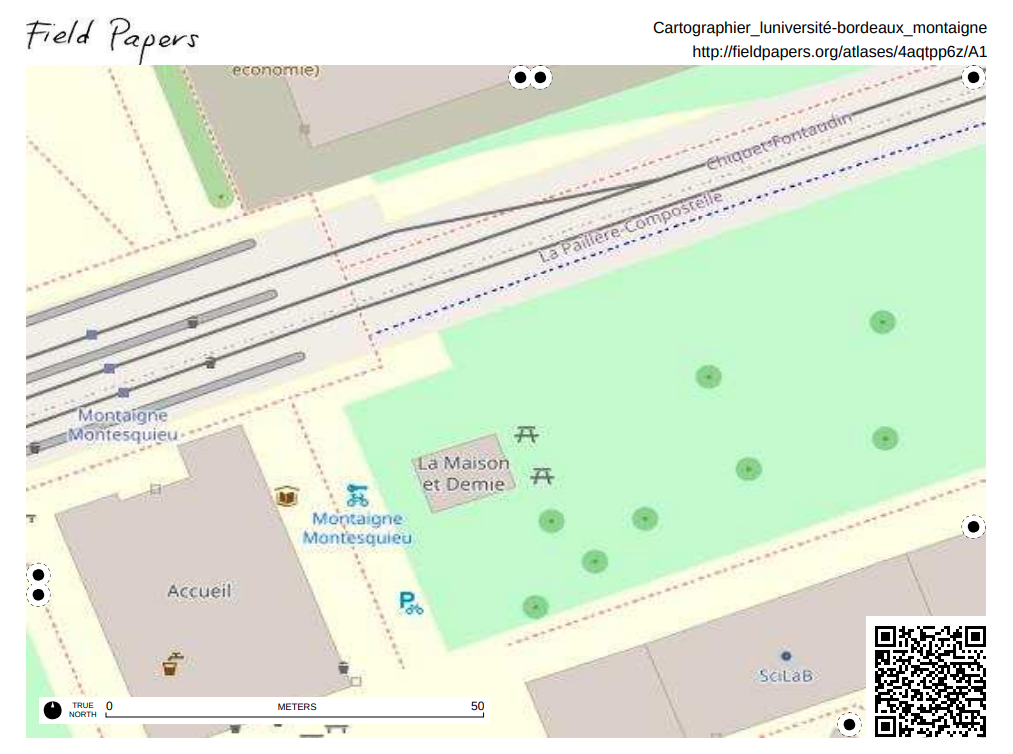 Field Papers
Cartographier_luniversité-bordeaux_montaigne
http://fieldpapers.org/atlases/4aqtpp6z/A1
économie)
Chiquet-Fontaudin
La Paillère-Compostelle
Montaigne
Montesquieu
La Maison
et Demie
Montaigne
Montesquieu
Accueil
P
SciLaB
TRUE
NORTH
0
METERS
50